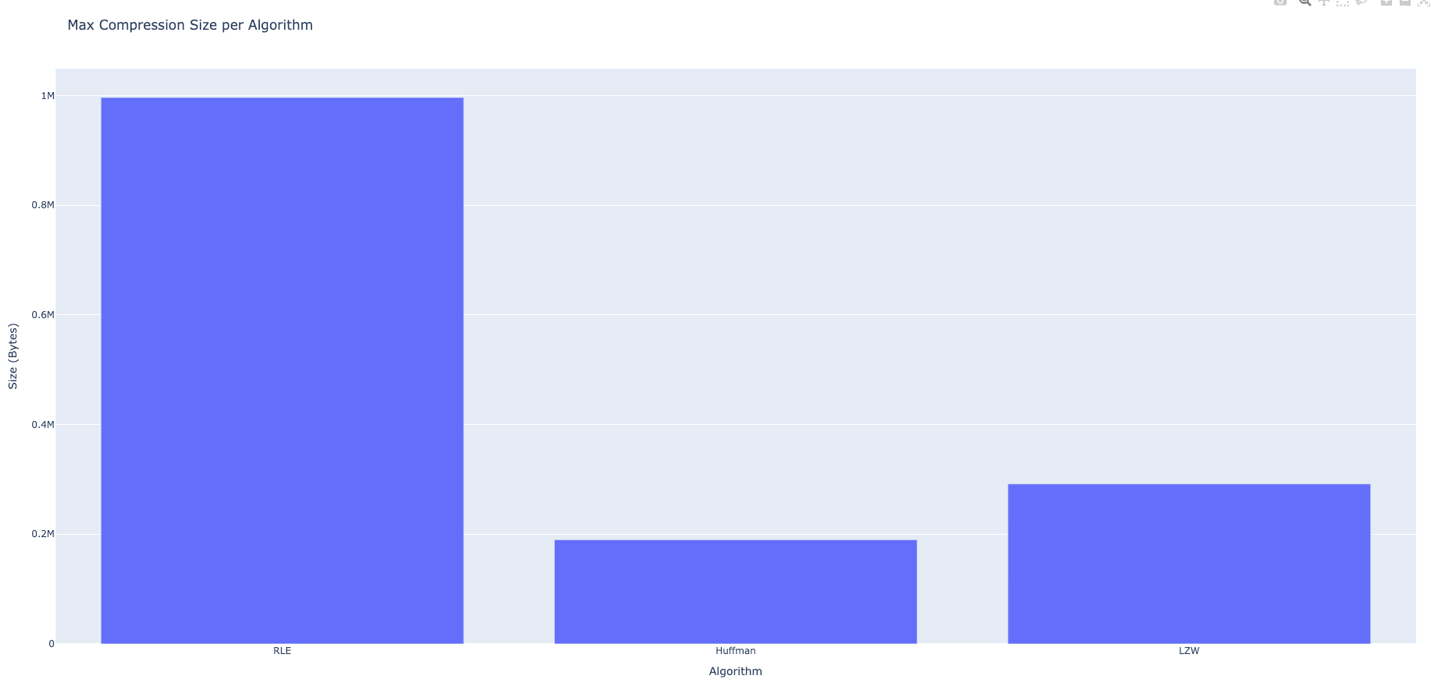 Max Compression Size per Algorithm
1M
0.8M
0.6M
0.4M
0.2M
0
Size (Bytes)
RLE
Huffman
LZW
Algorithm